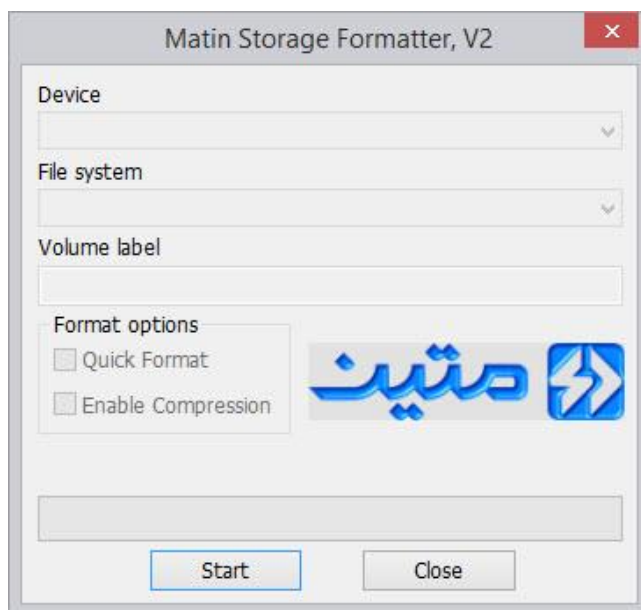 Matin Storage Formatter, V2
Device
File system
Volume label
Format options
Quick Format
Enable Compression
متین
Start
Close